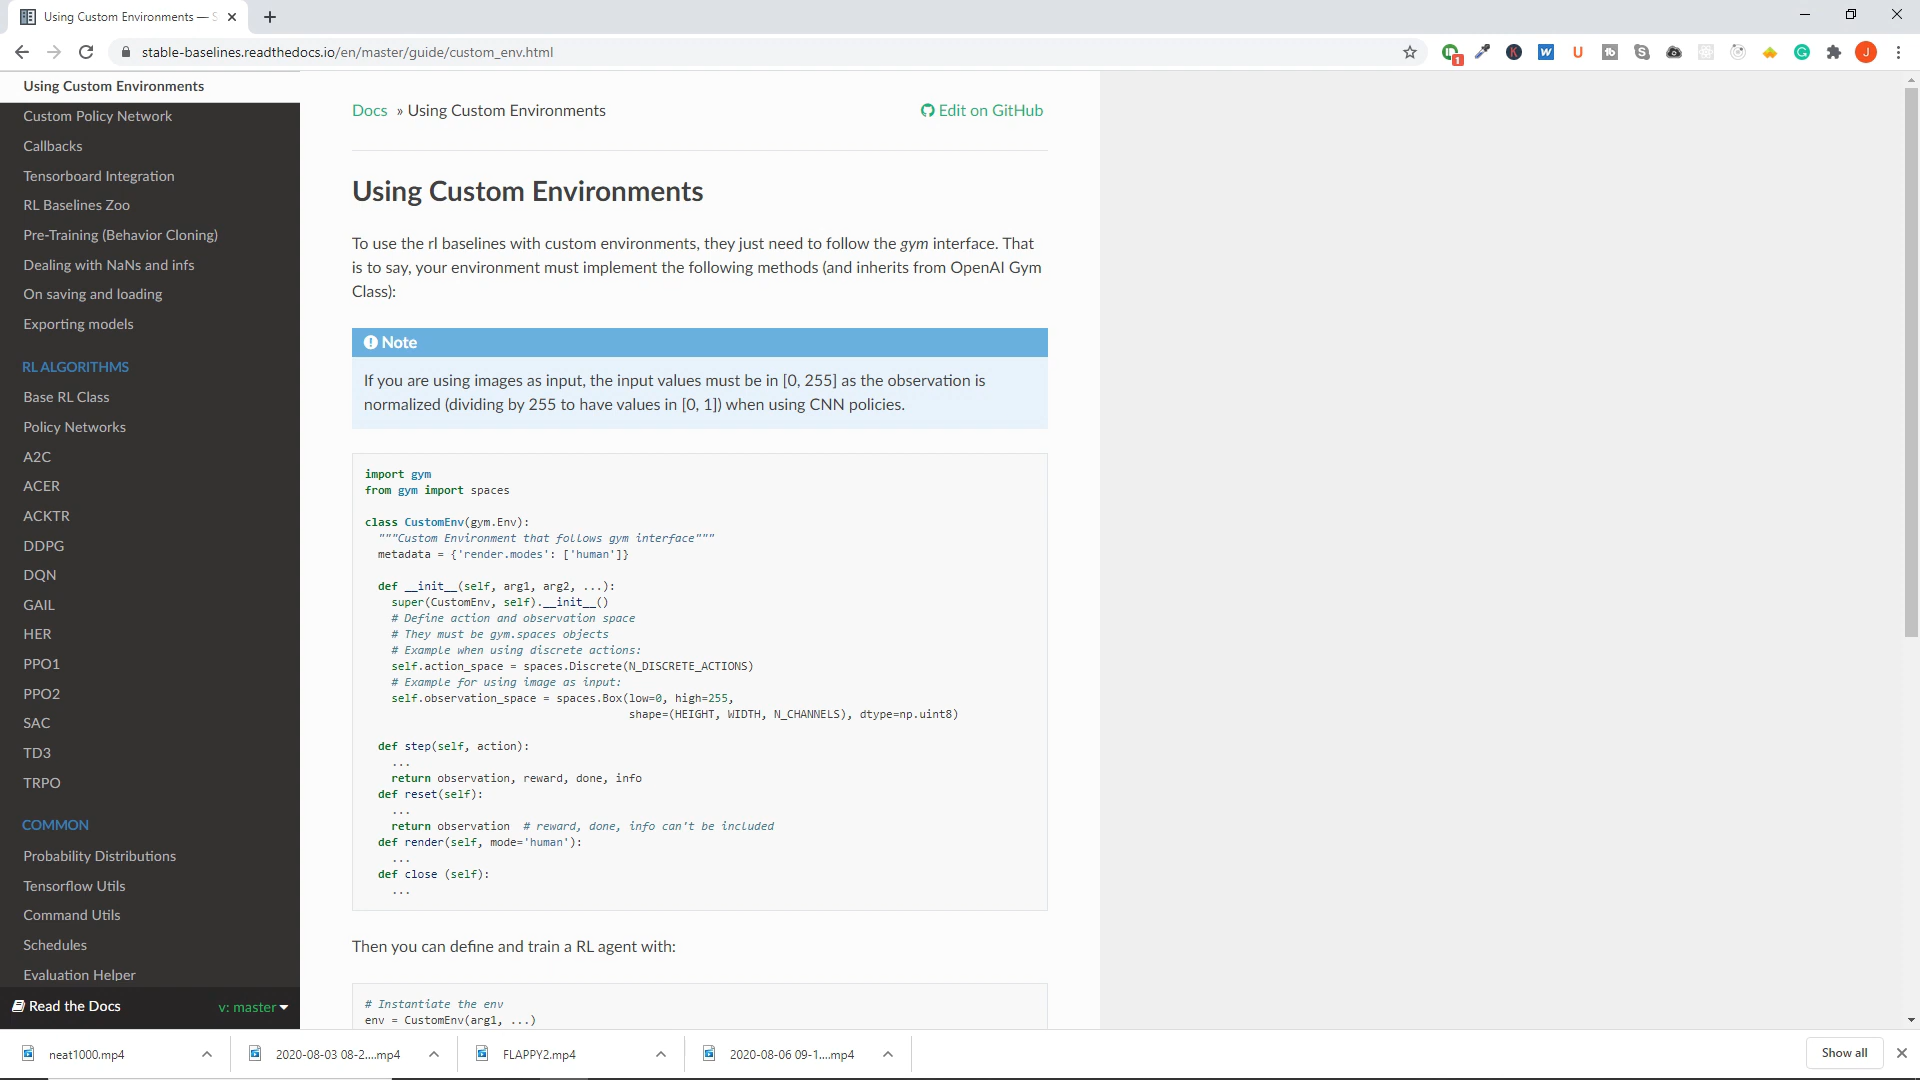 Using Custom Environments — S
stable-baselines.readthedocs.io/en/master/guide/custom_env.html
Using Custom Environments
Custom Policy Network
Callbacks
Tensorboard Integration
RL Baselines Zoo
Pre-Training (Behavior Cloning)
Dealing with NaNs and infs
On saving and loading
Exporting models
RL ALGORITHMS
Base RL Class
Policy Networks
A2C
ACER
ACKTR
DDPG
DQN
GAIL
HER
PPO1
PPO2
SAC
TD3
TRPO
COMMON
Probability Distributions
Tensorflow Utils
Command Utils
Schedules
Evaluation Helper
Read the Docs v: master
Docs » Using Custom Environments Edit on GitHub
Using Custom Environments
To use the rl baselines with custom environments, they just need to follow the gym interface. That
is to say, your environment must implement the following methods (and inherits from OpenAI Gym
Class):
Note
If you are using images as input, the input values must be in [0, 255] as the observation is
normalized (dividing by 255 to have values in [0, 1]) when using CNN policies.
import gym
from gym import spaces
class CustomEnv(gym.Env):
"""Custom Environment that follows gym interface"""
metadata = {'render.modes': ['human']}
def __init__(self, arg1, arg2, ...):
super(CustomEnv, self).__init__()
# Define action and observation space
# They must be gym.spaces objects
# Example when using discrete actions:
self.action_space = spaces.Discrete(N_DISCRETE_ACTIONS)
# Example for using image as input:
self.observation_space = spaces.Box(low=0, high=255,
shape=(HEIGHT, WIDTH, N_CHANNELS), dtype=np.uint8)
def step(self, action):
...
return observation, reward, done, info
def reset(self):
...
return observation  # reward, done, info can't be included
def render(self, mode='human'):
...
def close (self):
...
Then you can define and train a RL agent with:
# Instantiate the env
env = CustomEnv(arg1, ...)
neat1000.mp4
2020-08-03 08-2....mp4
FLAPPY2.mp4
2020-08-06 09-1....mp4
Show all